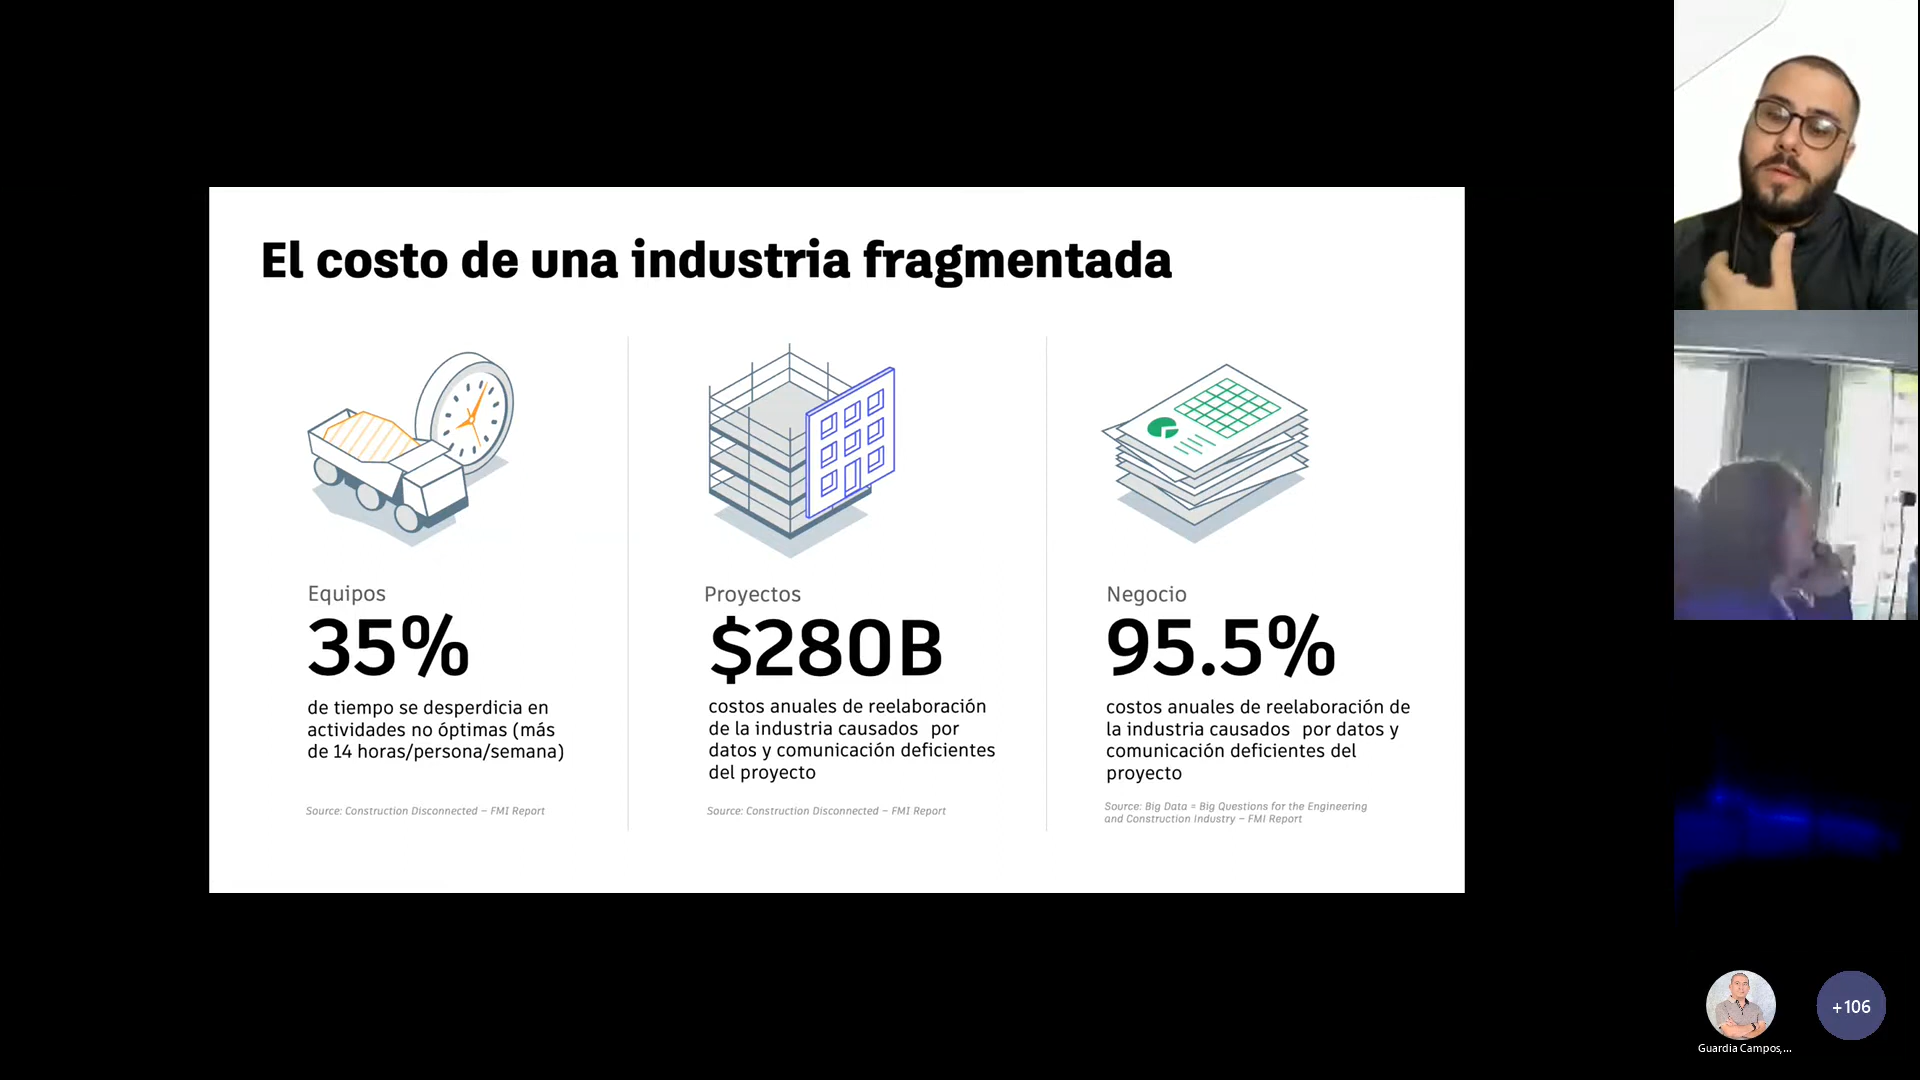 El costo de una industria fragmentada
Equipos
35%
de tiempo se desperdicia en
actividades no óptimas (más
de 14 horas/persona/semana)
Source: Construction Disconnected – FMI Report
Proyectos
$280B
costos anuales de reelaboración
de la industria causados por
datos y comunicación deficientes
del proyecto
Source: Construction Disconnected – FMI Report
Negocio
95.5%
costos anuales de reelaboración de
la industria causados por datos y
comunicación deficientes del
proyecto
Source: Big Data = Big Questions for the Engineering
and Construction Industry – FMI Report
+106
Guardia Campos,...